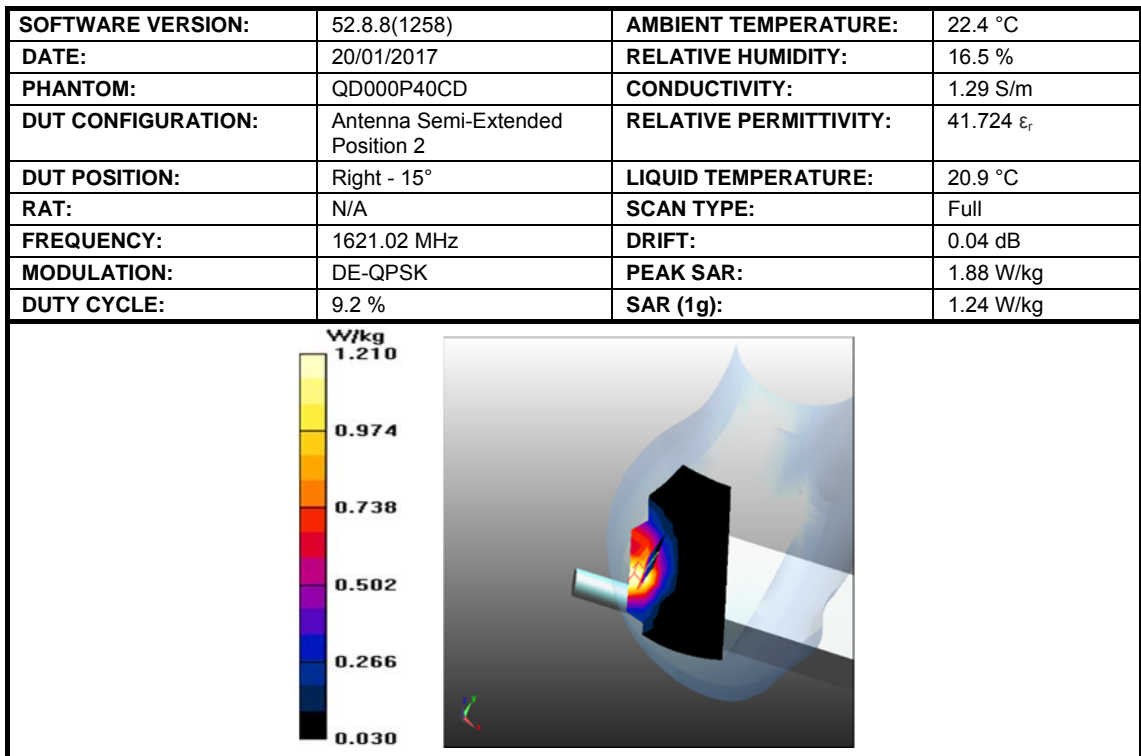 SOFTWARE VERSION: 52.8.8(1258) AMBIENT TEMPERATURE: 22.4 °C
DATE: 20/01/2017 RELATIVE HUMIDITY: 16.5 %
PHANTOM: QD000P40CD CONDUCTIVITY: 1.29 S/m
DUT CONFIGURATION: Antenna Semi-Extended RELATIVE PERMITTIVITY: 41.724 εr
Position 2
DUT POSITION: Right - 15° LIQUID TEMPERATURE: 20.9 °C
RAT: N/A SCAN TYPE: Full
FREQUENCY: 1621.02 MHz DRIFT: 0.04 dB
MODULATION: DE-QPSK PEAK SAR: 1.88 W/kg
DUTY CYCLE: 9.2 % SAR (1g): 1.24 W/kg
W/kg
1.210
0.974
0.738
0.502
0.266
0.030